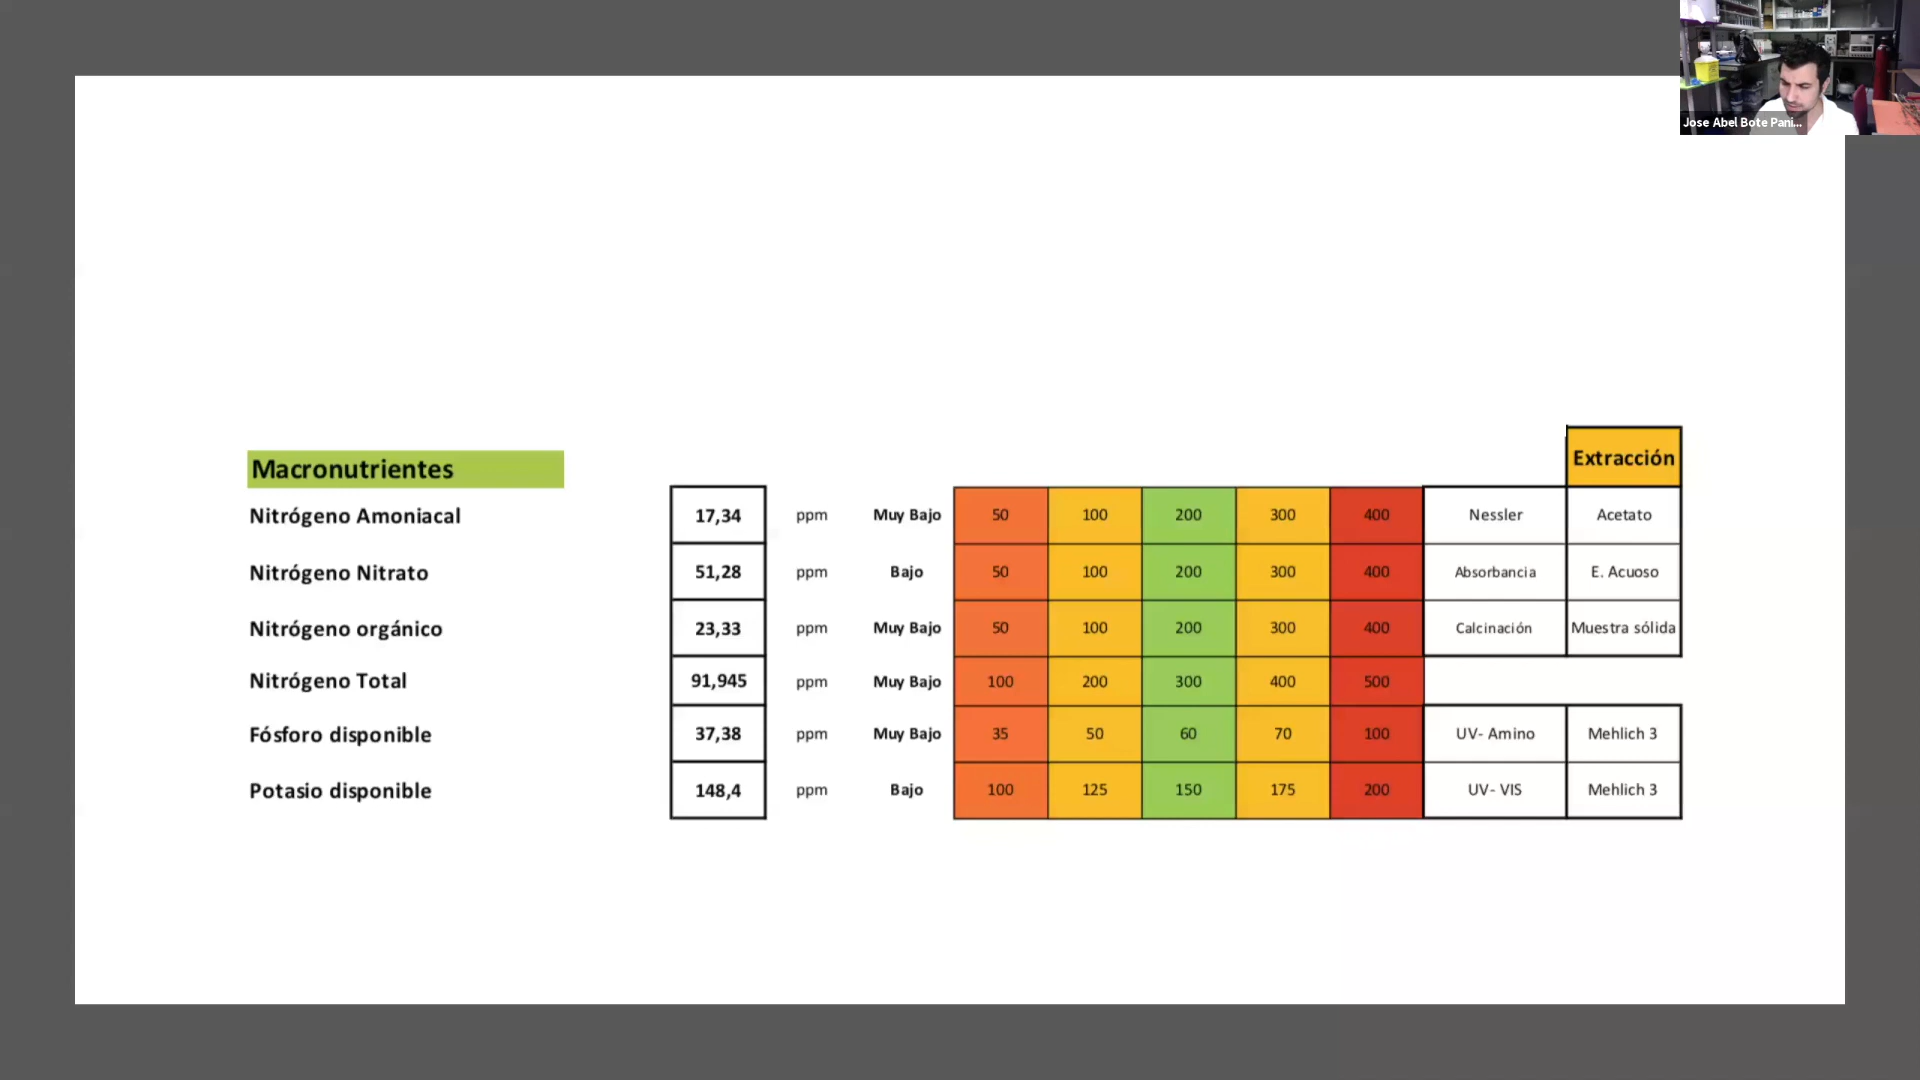 Jose Abel Bote Pani...
Extracción
Macronutrientes
Nitrógeno Amoniacal 17,34 ppm Muy Bajo 50 100 200 300 400 Nessler Acetato
Nitrógeno Nitrato 51,28 ppm Bajo 50 100 200 300 400 Absorbancia E. Acuoso
Nitrógeno orgánico 23,33 ppm Muy Bajo 50 100 200 300 400 Calcinación Muestra sólida
Nitrógeno Total 91,945 ppm Muy Bajo 100 200 300 400 500
Fósforo disponible 37,38 ppm Muy Bajo 35 50 60 70 100 UV- Amino Mehlich 3
Potasio disponible 148,4 ppm Bajo 100 125 150 175 200 UV- VIS Mehlich 3